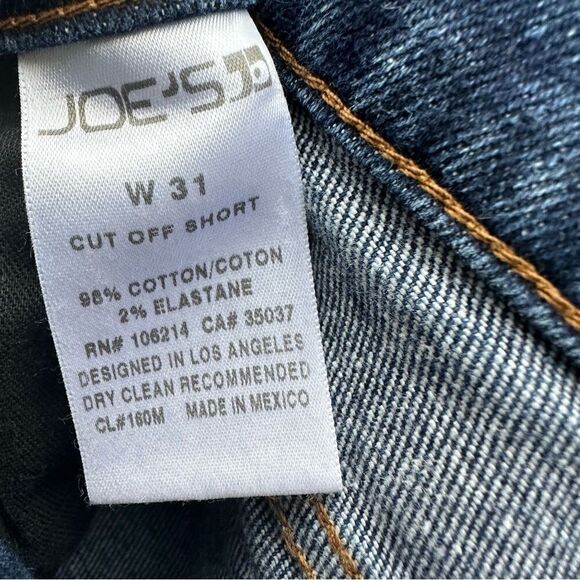 JOE'S
W 31
CUT OFF SHORT
98% COTTON/COTON
2% ELASTANE
RN# 106214 CA# 35037
DESIGNED IN LOS ANGELES
DRY CLEAN RECOMMENDED
CL#160M MADE IN MEXICO